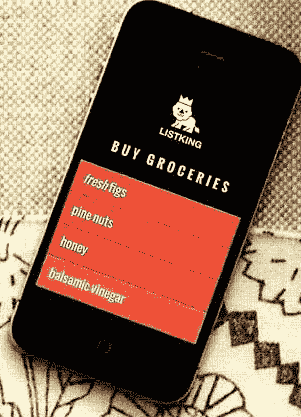 LISTKING
BUY GROCERIES
fresh figs
pine nuts
honey
balsamic vinegar